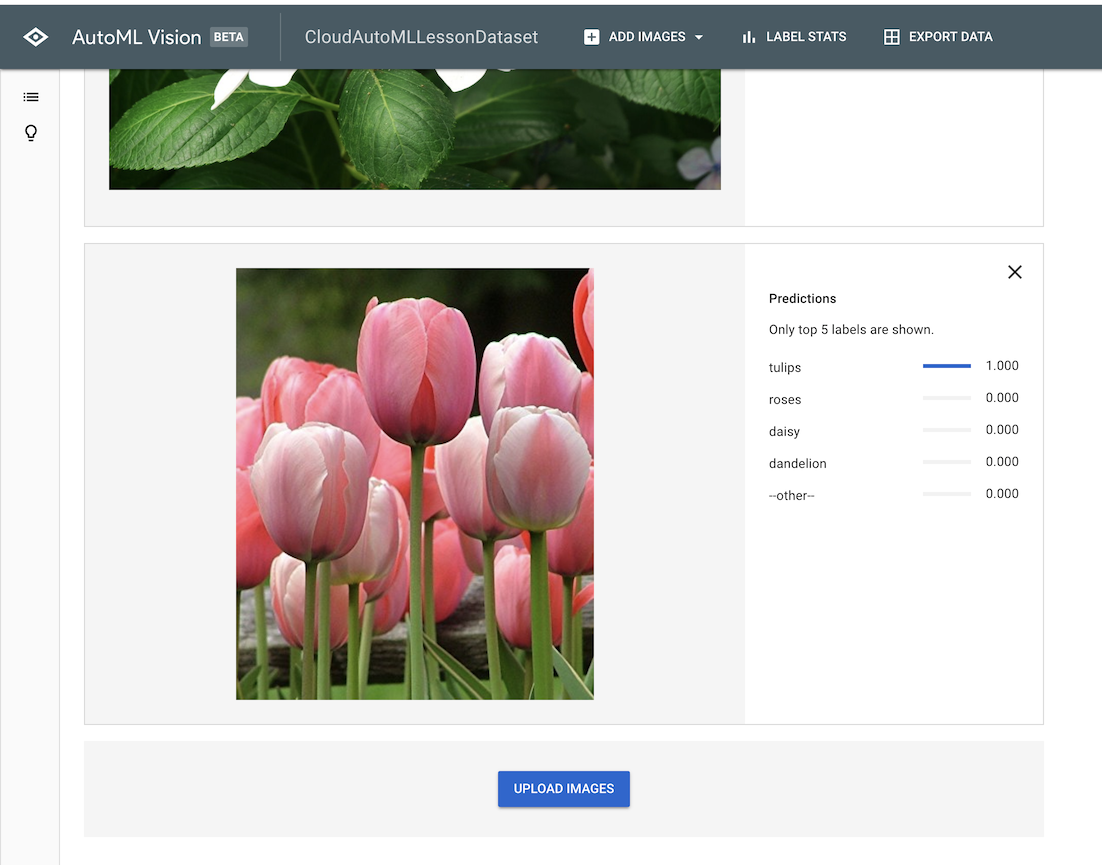 AutoML Vision BETA CloudAutoMLLessonDataset ADD IMAGES LABEL STATS EXPORT DATA
Predictions
Only top 5 labels are shown.
tulips 1.000
roses 0.000
daisy 0.000
dandelion 0.000
--other-- 0.000
UPLOAD IMAGES